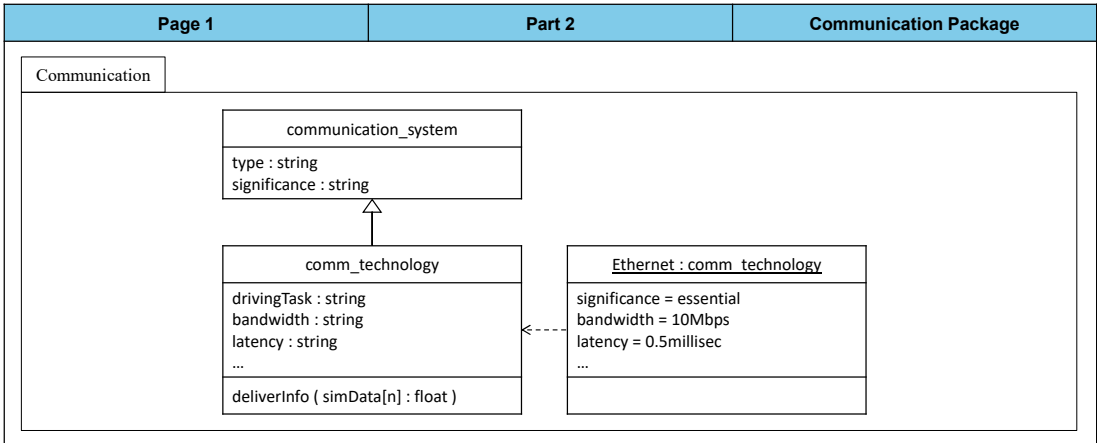 Page 1
Part 2
Communication Package
Communication
communication_system
type : string
significance : string
comm_technology
drivingTask : string
bandwidth : string
latency : string
...
deliverInfo ( simData[n] : float )
Ethernet : comm_technology
significance = essential
bandwidth = 10Mbps
latency = 0.5millisec
...